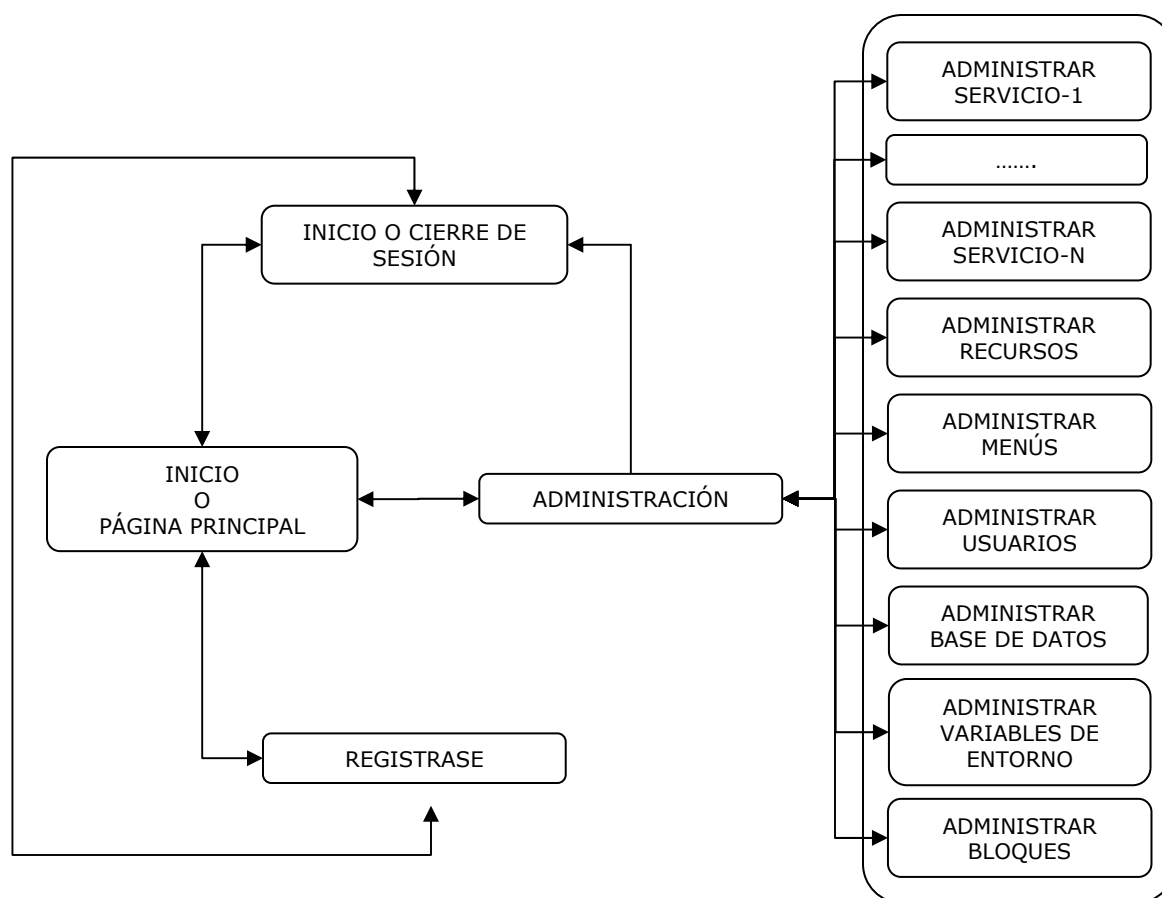 INICIO O CIERRE DE
SESIÓN
INICIO
O
PÁGINA PRINCIPAL
ADMINISTRACIÓN
REGISTRASE
ADMINISTRAR
SERVICIO-1
…….
ADMINISTRAR
SERVICIO-N
ADMINISTRAR
RECURSOS
ADMINISTRAR
MENÚS
ADMINISTRAR
USUARIOS
ADMINISTRAR
BASE DE DATOS
ADMINISTRAR
VARIABLES DE
ENTORNO
ADMINISTRAR
BLOQUES